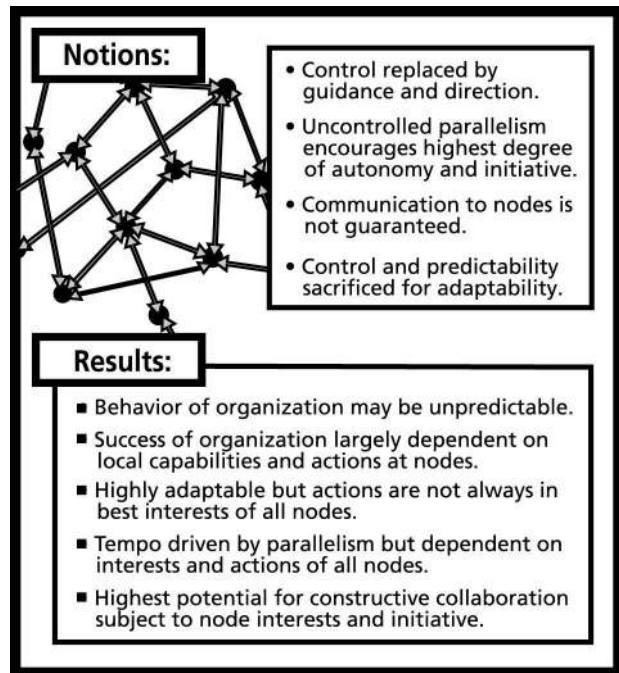 Notions:
• Control replaced by
guidance and direction.
• Uncontrolled parallelism
encourages highest degree
of autonomy and initiative.
• Communication to nodes is
not guaranteed.
• Control and predictability
sacrificed for adaptability.
Results:
▪ Behavior of organization may be unpredictable.
▪ Success of organization largely dependent on
local capabilities and actions at nodes.
▪ Highly adaptable but actions are not always in
best interests of all nodes.
▪ Tempo driven by parallelism but dependent on
interests and actions of all nodes.
▪ Highest potential for constructive collaboration
subject to node interests and initiative.